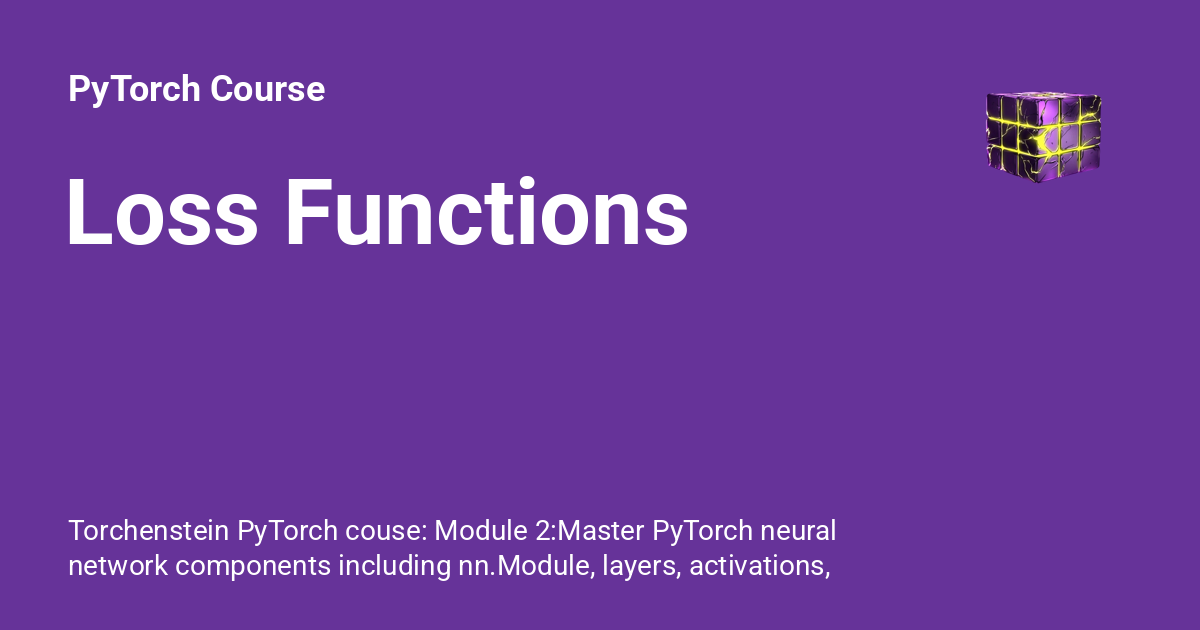 PyTorch Course
Loss Functions
Torchenstein PyTorch couse: Module 2:Master PyTorch neural
network components including nn.Module, layers, activations,